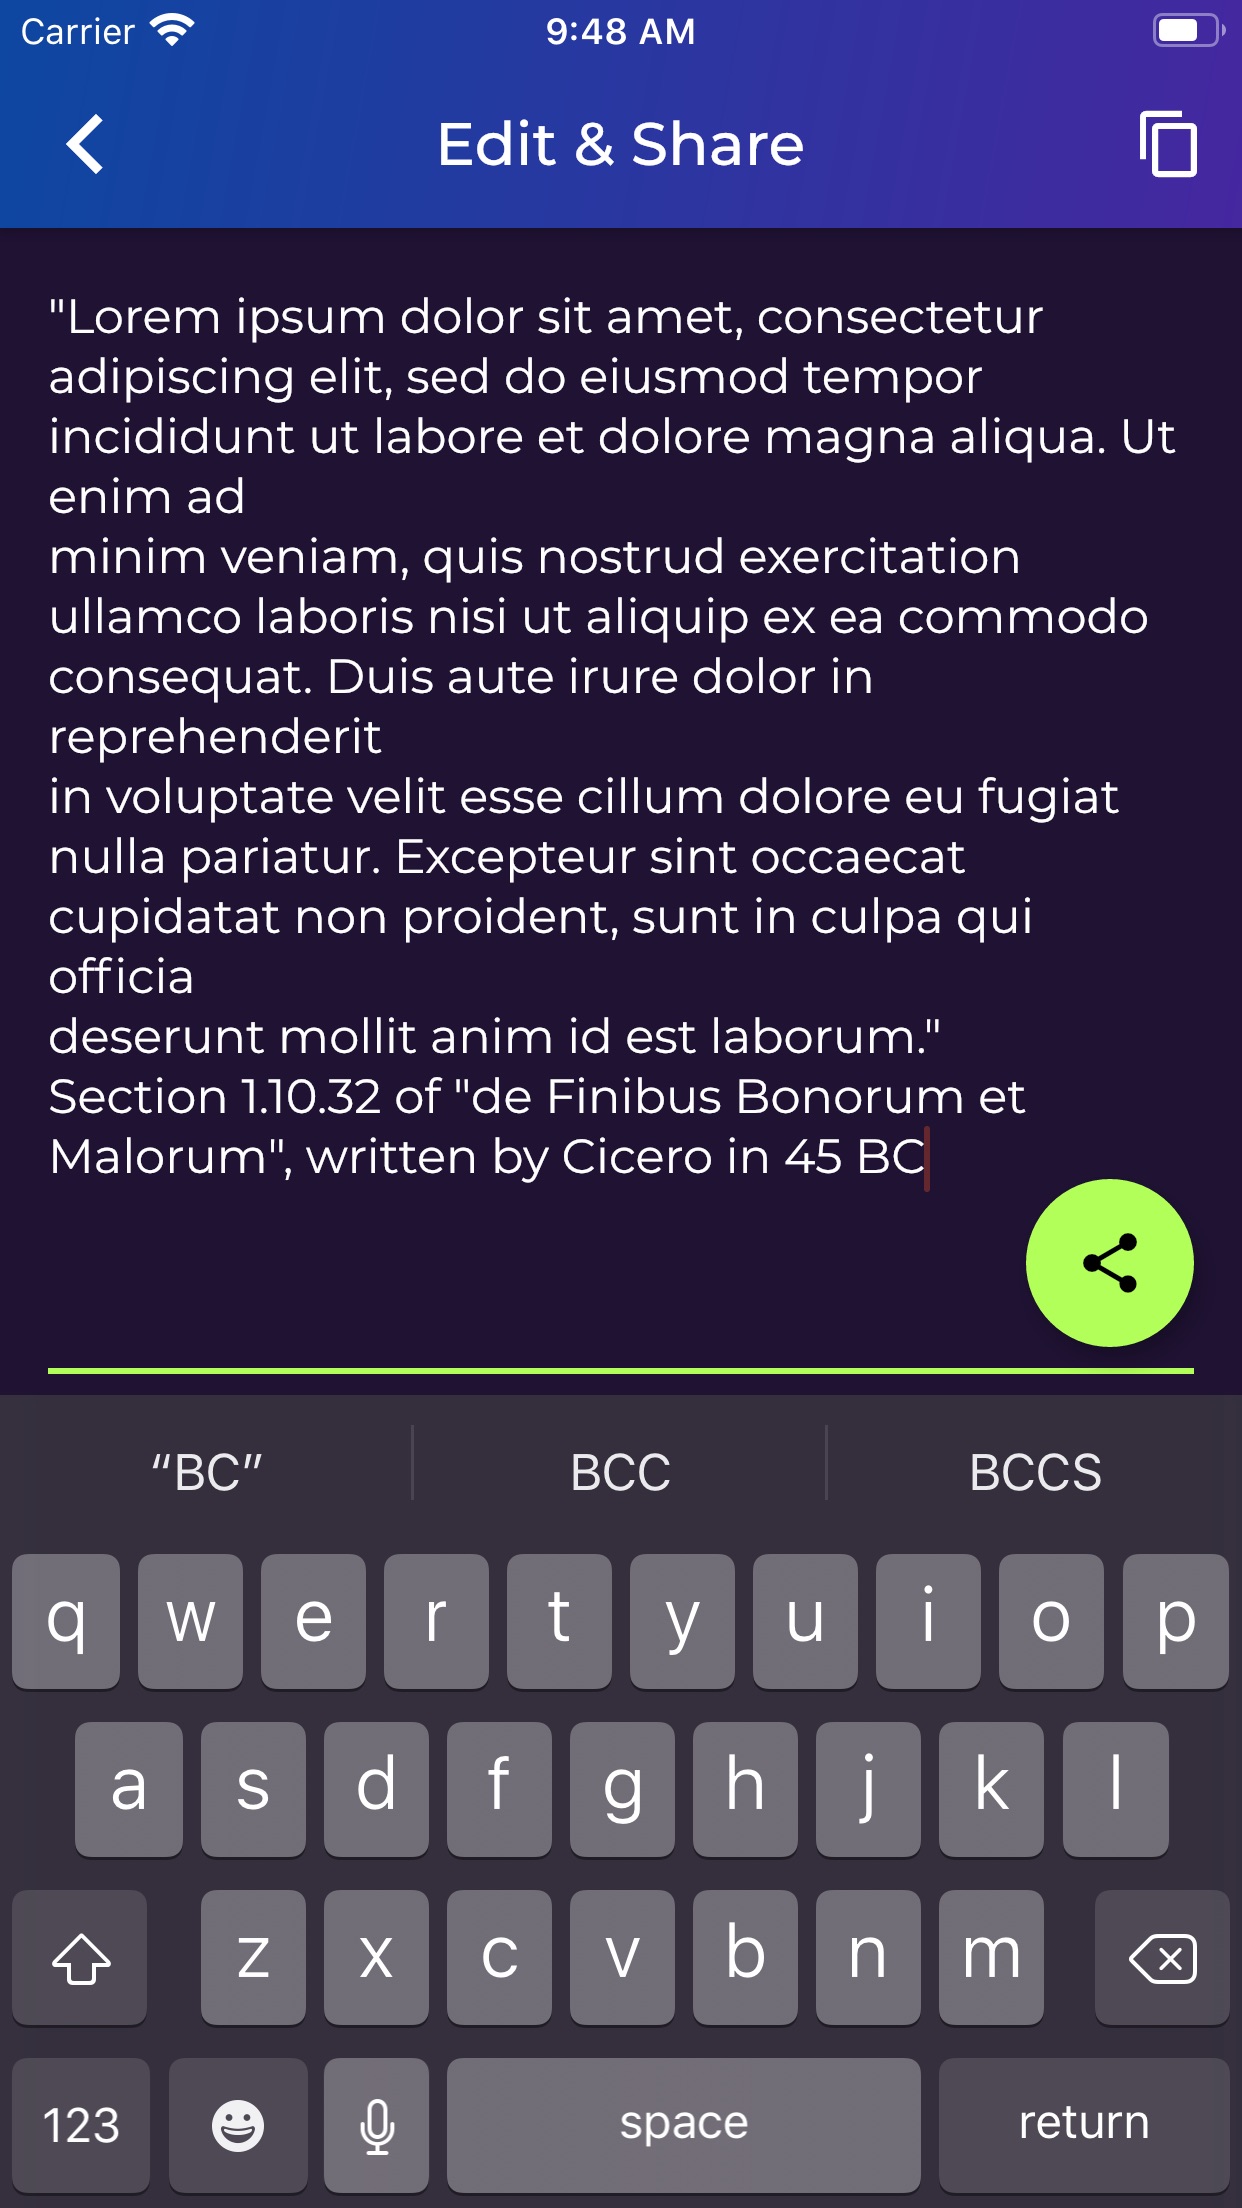 Carrier 9:48 AM
Edit & Share
"Lorem ipsum dolor sit amet, consectetur
adipiscing elit, sed do eiusmod tempor
incididunt ut labore et dolore magna aliqua. Ut
enim ad
minim veniam, quis nostrud exercitation
ullamco laboris nisi ut aliquip ex ea commodo
consequat. Duis aute irure dolor in
reprehenderit
in voluptate velit esse cillum dolore eu fugiat
nulla pariatur. Excepteur sint occaecat
cupidatat non proident, sunt in culpa qui
officia
deserunt mollit anim id est laborum."
Section 1.10.32 of "de Finibus Bonorum et
Malorum", written by Cicero in 45 BC
“BC” BCC BCCS
q w e r t y u i o p
a s d f g h j k l
z x c v b n m
123 space return